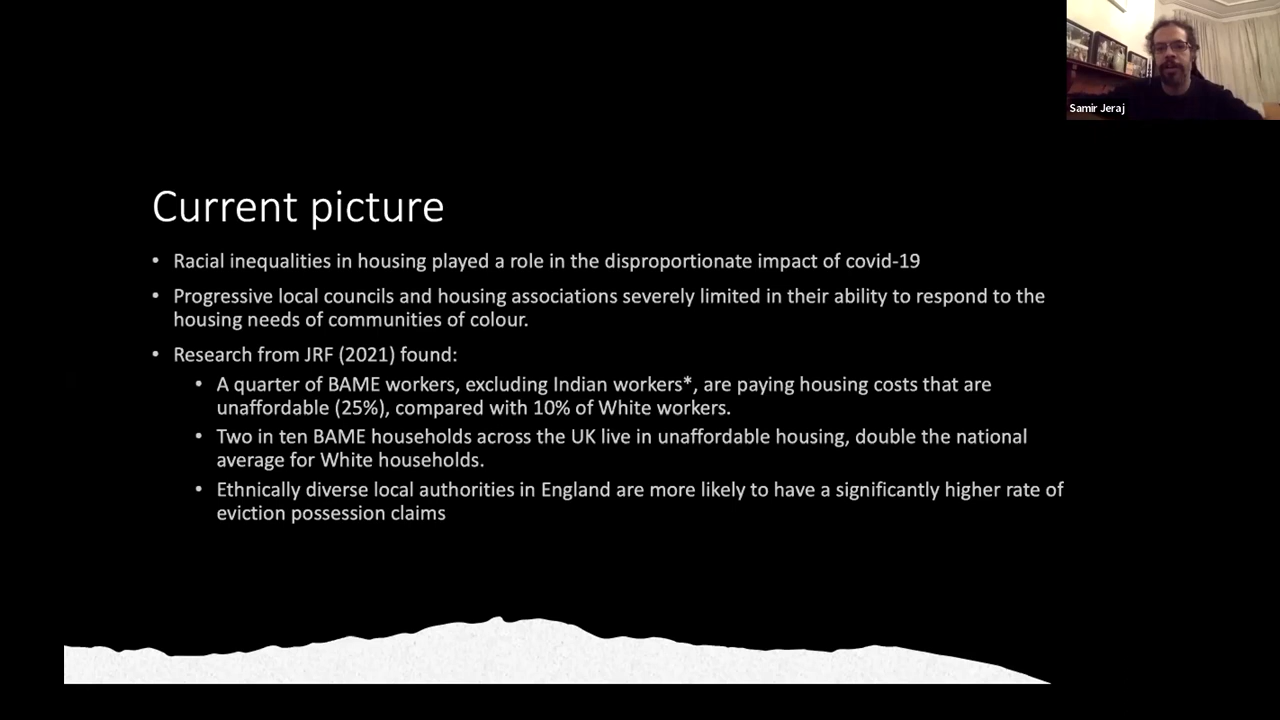 Samir Jeraj
Current picture
• Racial inequalities in housing played a role in the disproportionate impact of covid-19
• Progressive local councils and housing associations severely limited in their ability to respond to the
housing needs of communities of colour.
• Research from JRF (2021) found:
• A quarter of BAME workers, excluding Indian workers*, are paying housing costs that are
unaffordable (25%), compared with 10% of White workers.
• Two in ten BAME households across the UK live in unaffordable housing, double the national
average for White households.
• Ethnically diverse local authorities in England are more likely to have a significantly higher rate of
eviction possession claims